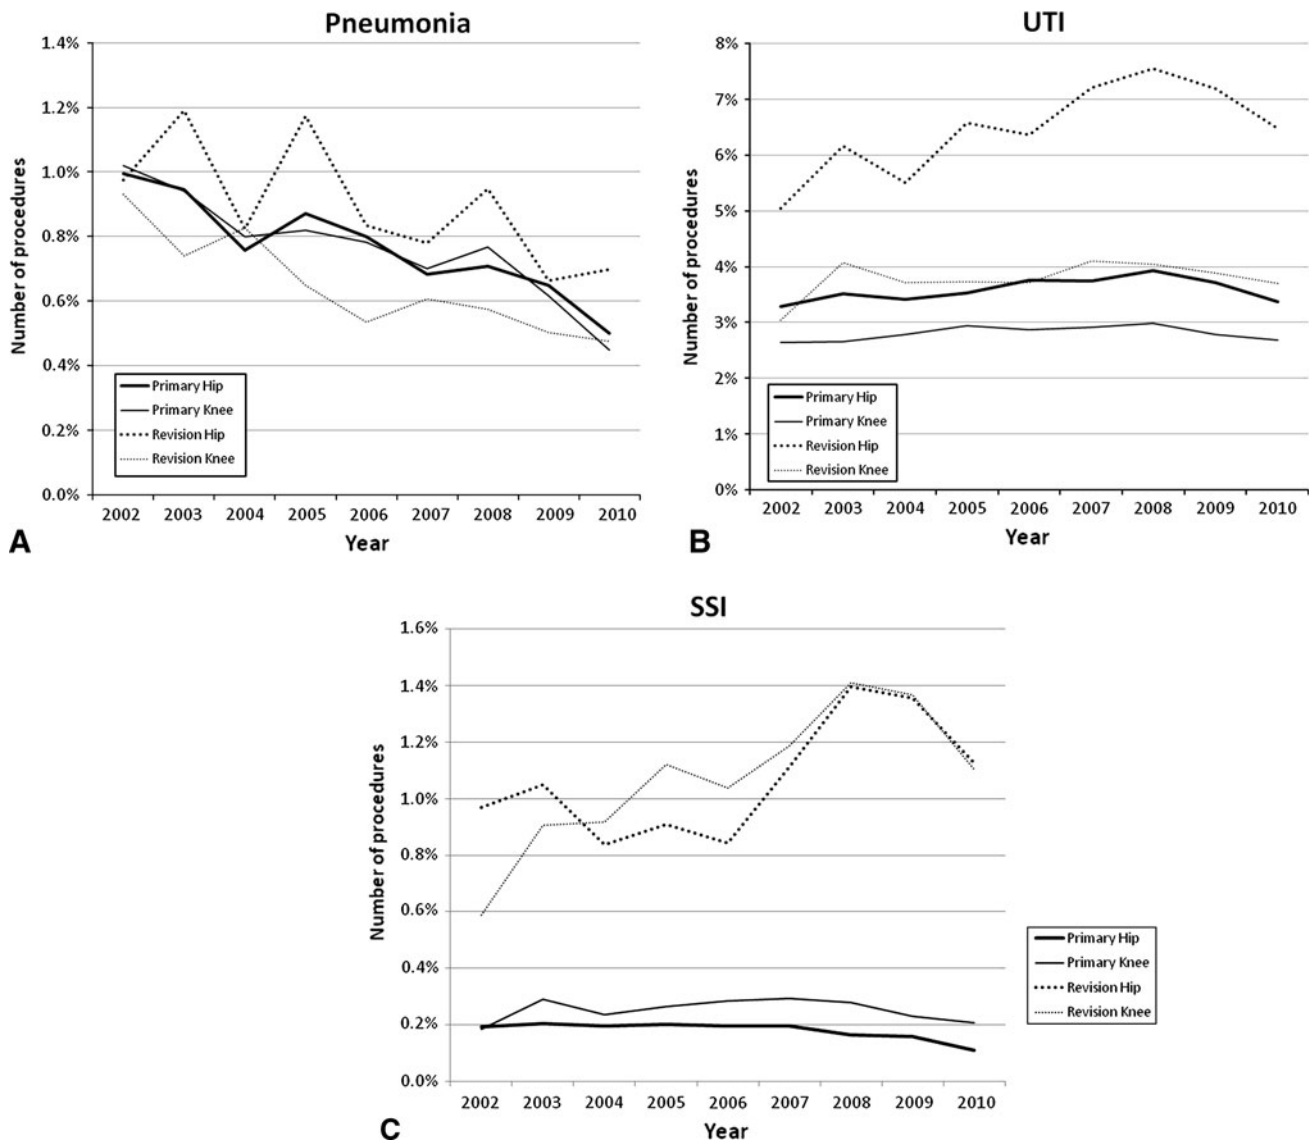 Pneumonia
1.4%
1.2%
1.0%
0.8%
0.6%
0.4%
0.2%
0.0%
Number of procedures
Primary Hip
Primary Knee
Revision Hip
Revision Knee
2002 2003 2004 2005 2006 2007 2008 2009 2010
Year
A
UTI
8%
7%
6%
5%
4%
3%
2%
1%
0%
Number of procedures
Primary Hip
Primary Knee
Revision Hip
Revision Knee
2002 2003 2004 2005 2006 2007 2008 2009 2010
Year
B
SSI
1.6%
1.4%
1.2%
1.0%
0.8%
0.6%
0.4%
0.2%
0.0%
Number of procedures
Primary Hip
Primary Knee
Revision Hip
Revision Knee
2002 2003 2004 2005 2006 2007 2008 2009 2010
Year
C